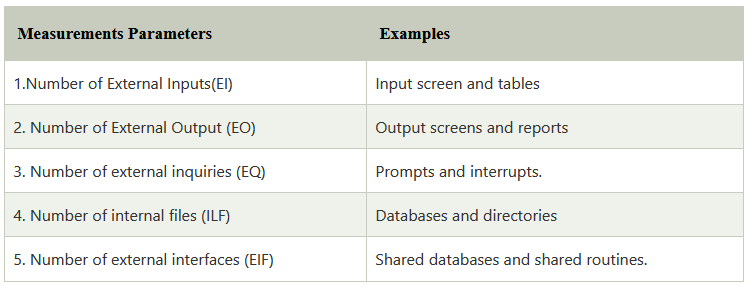 Measurements Parameters Examples
1.Number of External Inputs(EI) Input screen and tables
2. Number of External Output (EO) Output screens and reports
3. Number of external inquiries (EQ) Prompts and interrupts.
4. Number of internal files (ILF) Databases and directories
5. Number of external interfaces (EIF) Shared databases and shared routines.